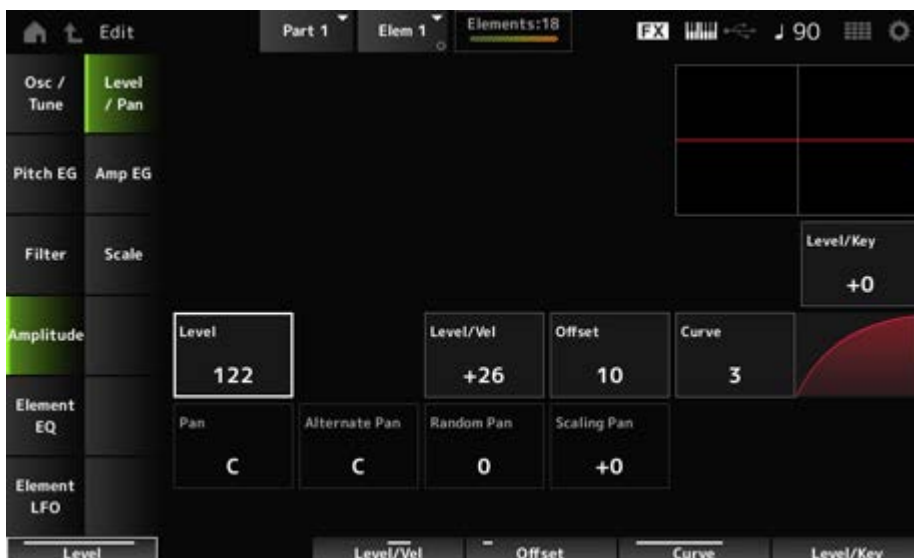 Edit
Part 1
Elem 1
Elements:18
FX
90
Osc /
Tune
Level
/ Pan
Pitch EG
Amp EG
Filter
Scale
Level/Key
+0
Amplitude
Level
122
Level/Vel
+26
Offset
10
Curve
3
Element
EQ
Pan
C
Alternate Pan
C
Random Pan
0
Scaling Pan
+0
Element
LFO
Level
Level/Vel
Offset
Curve
Level/Key